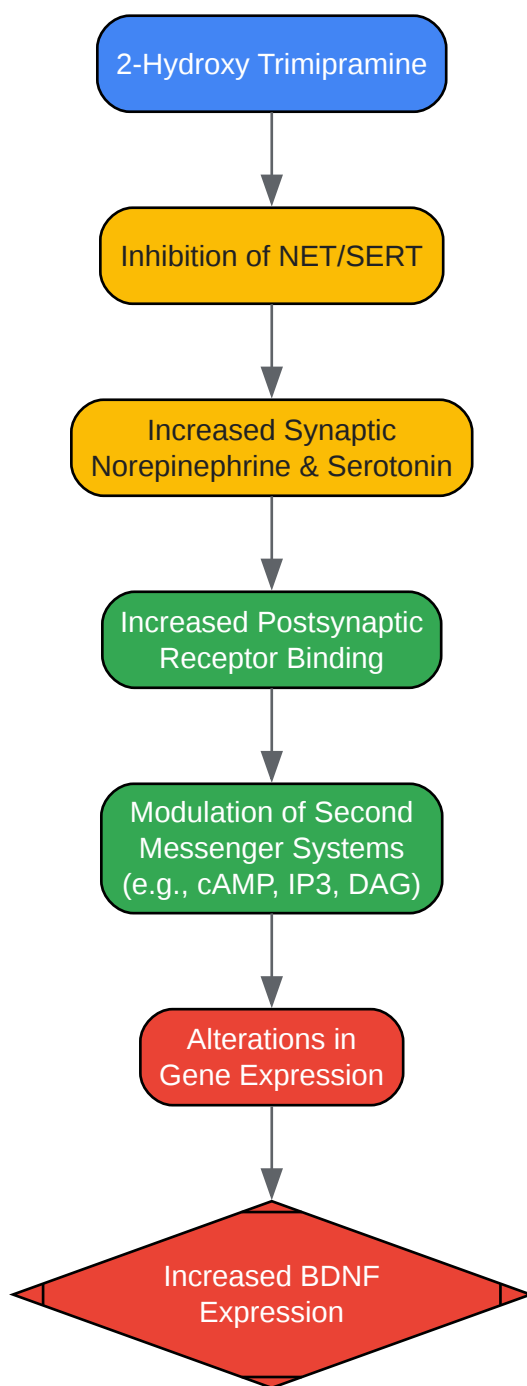 2-Hydroxy Trimipramine
Inhibition of NET/SERT
Increased Synaptic
Norepinephrine & Serotonin
Increased Postsynaptic
Receptor Binding
Modulation of Second
Messenger Systems
(e.g., cAMP, IP3, DAG)
Alterations in
Gene Expression
Increased BDNF
Expression